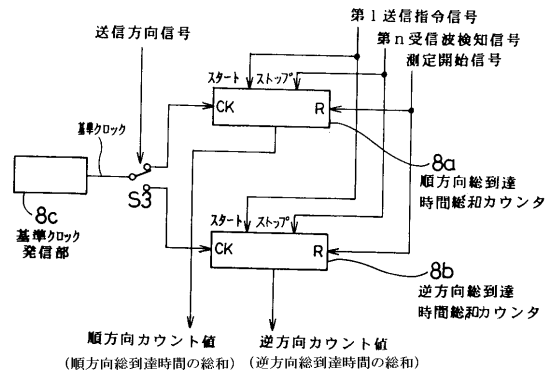 第1送信指令信号
送信方向信号
第n受信波検知信号
測定開始信号
スタート
ストップ
CK
R
基準クロック
8a
順方向総到達
時間緩和カウンタ
S3
8c
基準クロック
発信部
スタート
ストップ
CK
R
8b
逆方向総到達
時間緩和カウンタ
順方向カウント値
(順方向総到達時間の総和)
逆方向カウント値
(逆方向総到達時間の総和)